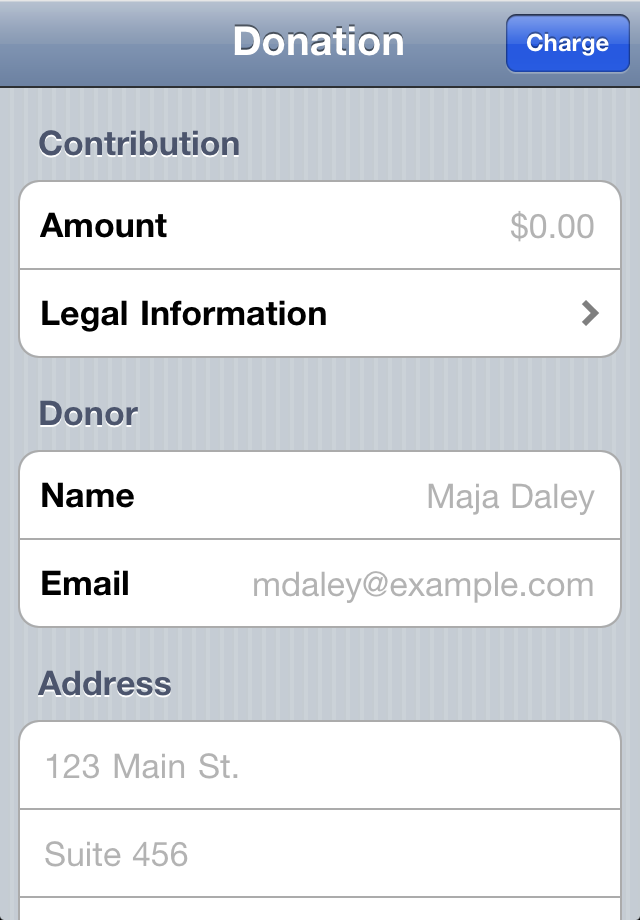 Donation
Charge
Contribution
Amount $0.00
Legal Information
Donor
Name Maja Daley
Email mdaley@example.com
Address
123 Main St.
Suite 456